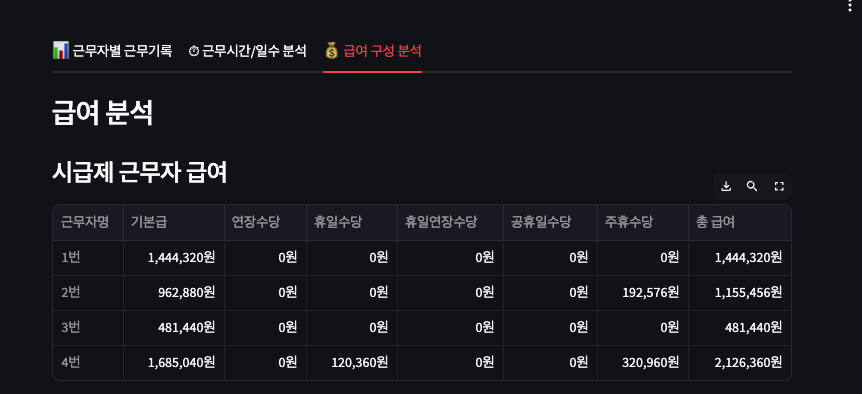 📊 근무자별 근무기록 ⏱ 근무시간/일수 분석 💰 급여 구성 분석
급여 분석
시급제 근무자 급여
근무자명 기본급 연장수당 휴일수당 휴일연장수당 공휴일수당 주휴수당 총 급여
1번 1,444,320원 0원 0원 0원 0원 0원 1,444,320원
2번 962,880원 0원 0원 0원 0원 192,576원 1,155,456원
3번 481,440원 0원 0원 0원 0원 0원 481,440원
4번 1,685,040원 0원 120,360원 0원 0원 320,960원 2,126,360원